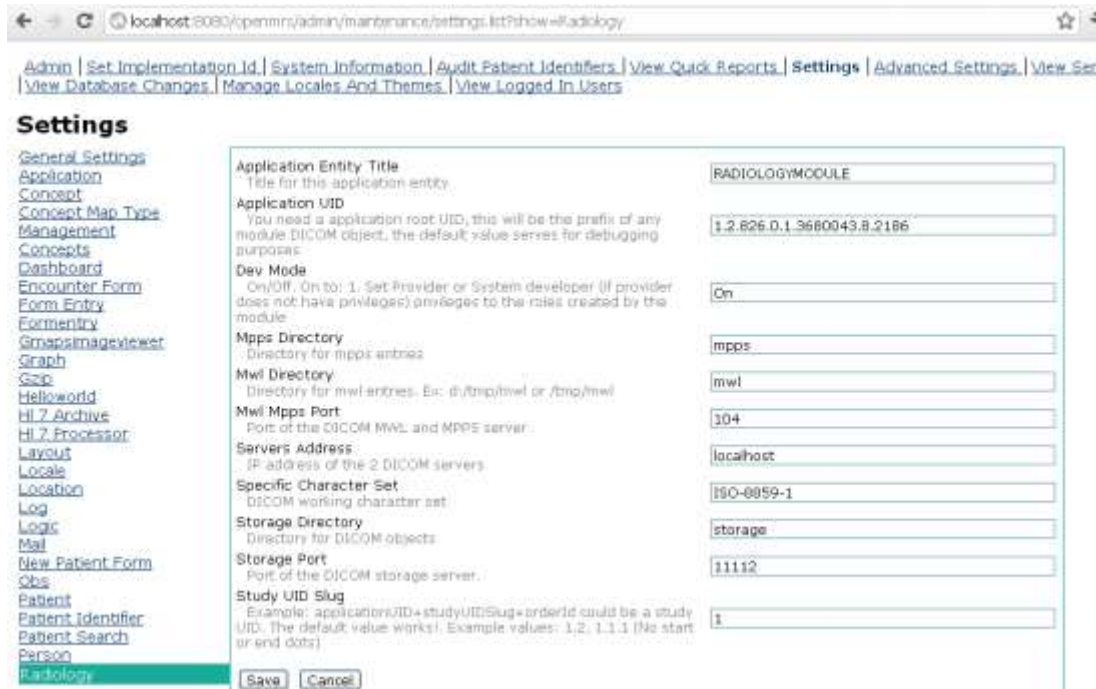 localhost:8080/openmrs/admin/maintenance/settings.list?show=Radiology
Admin | Set Implementation Id | System Information | Audit Patient Identifiers | View Quick Reports | Settings | Advanced Settings | View Ser
| View Database Changes | Manage Locales And Themes | View Logged In Users
Settings
General Settings
Application
Concept
Concept Map Type
Management
Concepts
Dashboard
Encounter Form
Form Entry
Formentry
Gmapsimageviewer
Graph
Gzip
Helloworld
Hl 7 Archive
Hl 7 Processor
Layout
Locale
Location
Log
Logic
Mail
New Patient Form
Obs
Patient
Patient Identifier
Patient Search
Person
Radiology
Application Entity Title
Title for this application entity
RADIOLOGYMODULE
Application UID
You need a application root UID, this will be the prefix of any
module DICOM object, the default value serves for debugging
purposes
1.2.826.0.1.3680043.8.2186
Dev Mode
On/Off. On to: 1. Set Provider or System developer (if provider
does not have privileges) privileges to the roles created by the
module
On
Mpps Directory
Directory for mpps entries
mpps
Mwl Directory
Directory for mwl entries. Ex: d:/tmp/mwl or /tmp/mwl
mwl
Mwl Mpps Port
Port of the DICOM MWL and MPPS server
104
Servers Address
IP address of the 2 DICOM servers
localhost
Specific Character Set
DICOM working character set
ISO-8859-1
Storage Directory
Directory for DICOM objects
storage
Storage Port
Port of the DICOM storage server.
11112
Study UID Slug
Example: applicationUID+studyUIDSlug+orderId could be a study
UID. The default value works!. Example values: 1.2, 1.1.1 (No start
or end dots)
1
Save Cancel